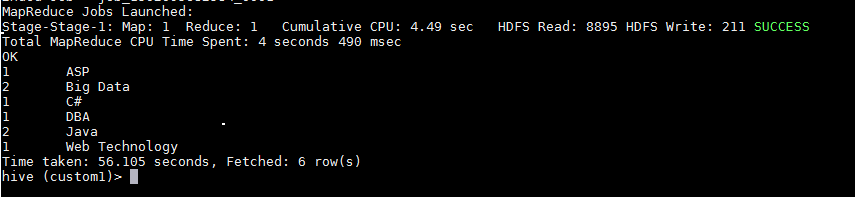 MapReduce Jobs Launched:
Stage-Stage-1: Map: 1  Reduce: 1   Cumulative CPU: 4.49 sec   HDFS Read: 8895 HDFS Write: 211 SUCCESS
Total MapReduce CPU Time Spent: 4 seconds 490 msec
OK
1       ASP
2       Big Data
1       C#
1       DBA
2       Java
1       Web Technology
Time taken: 56.105 seconds, Fetched: 6 row(s)
hive (custom1)>